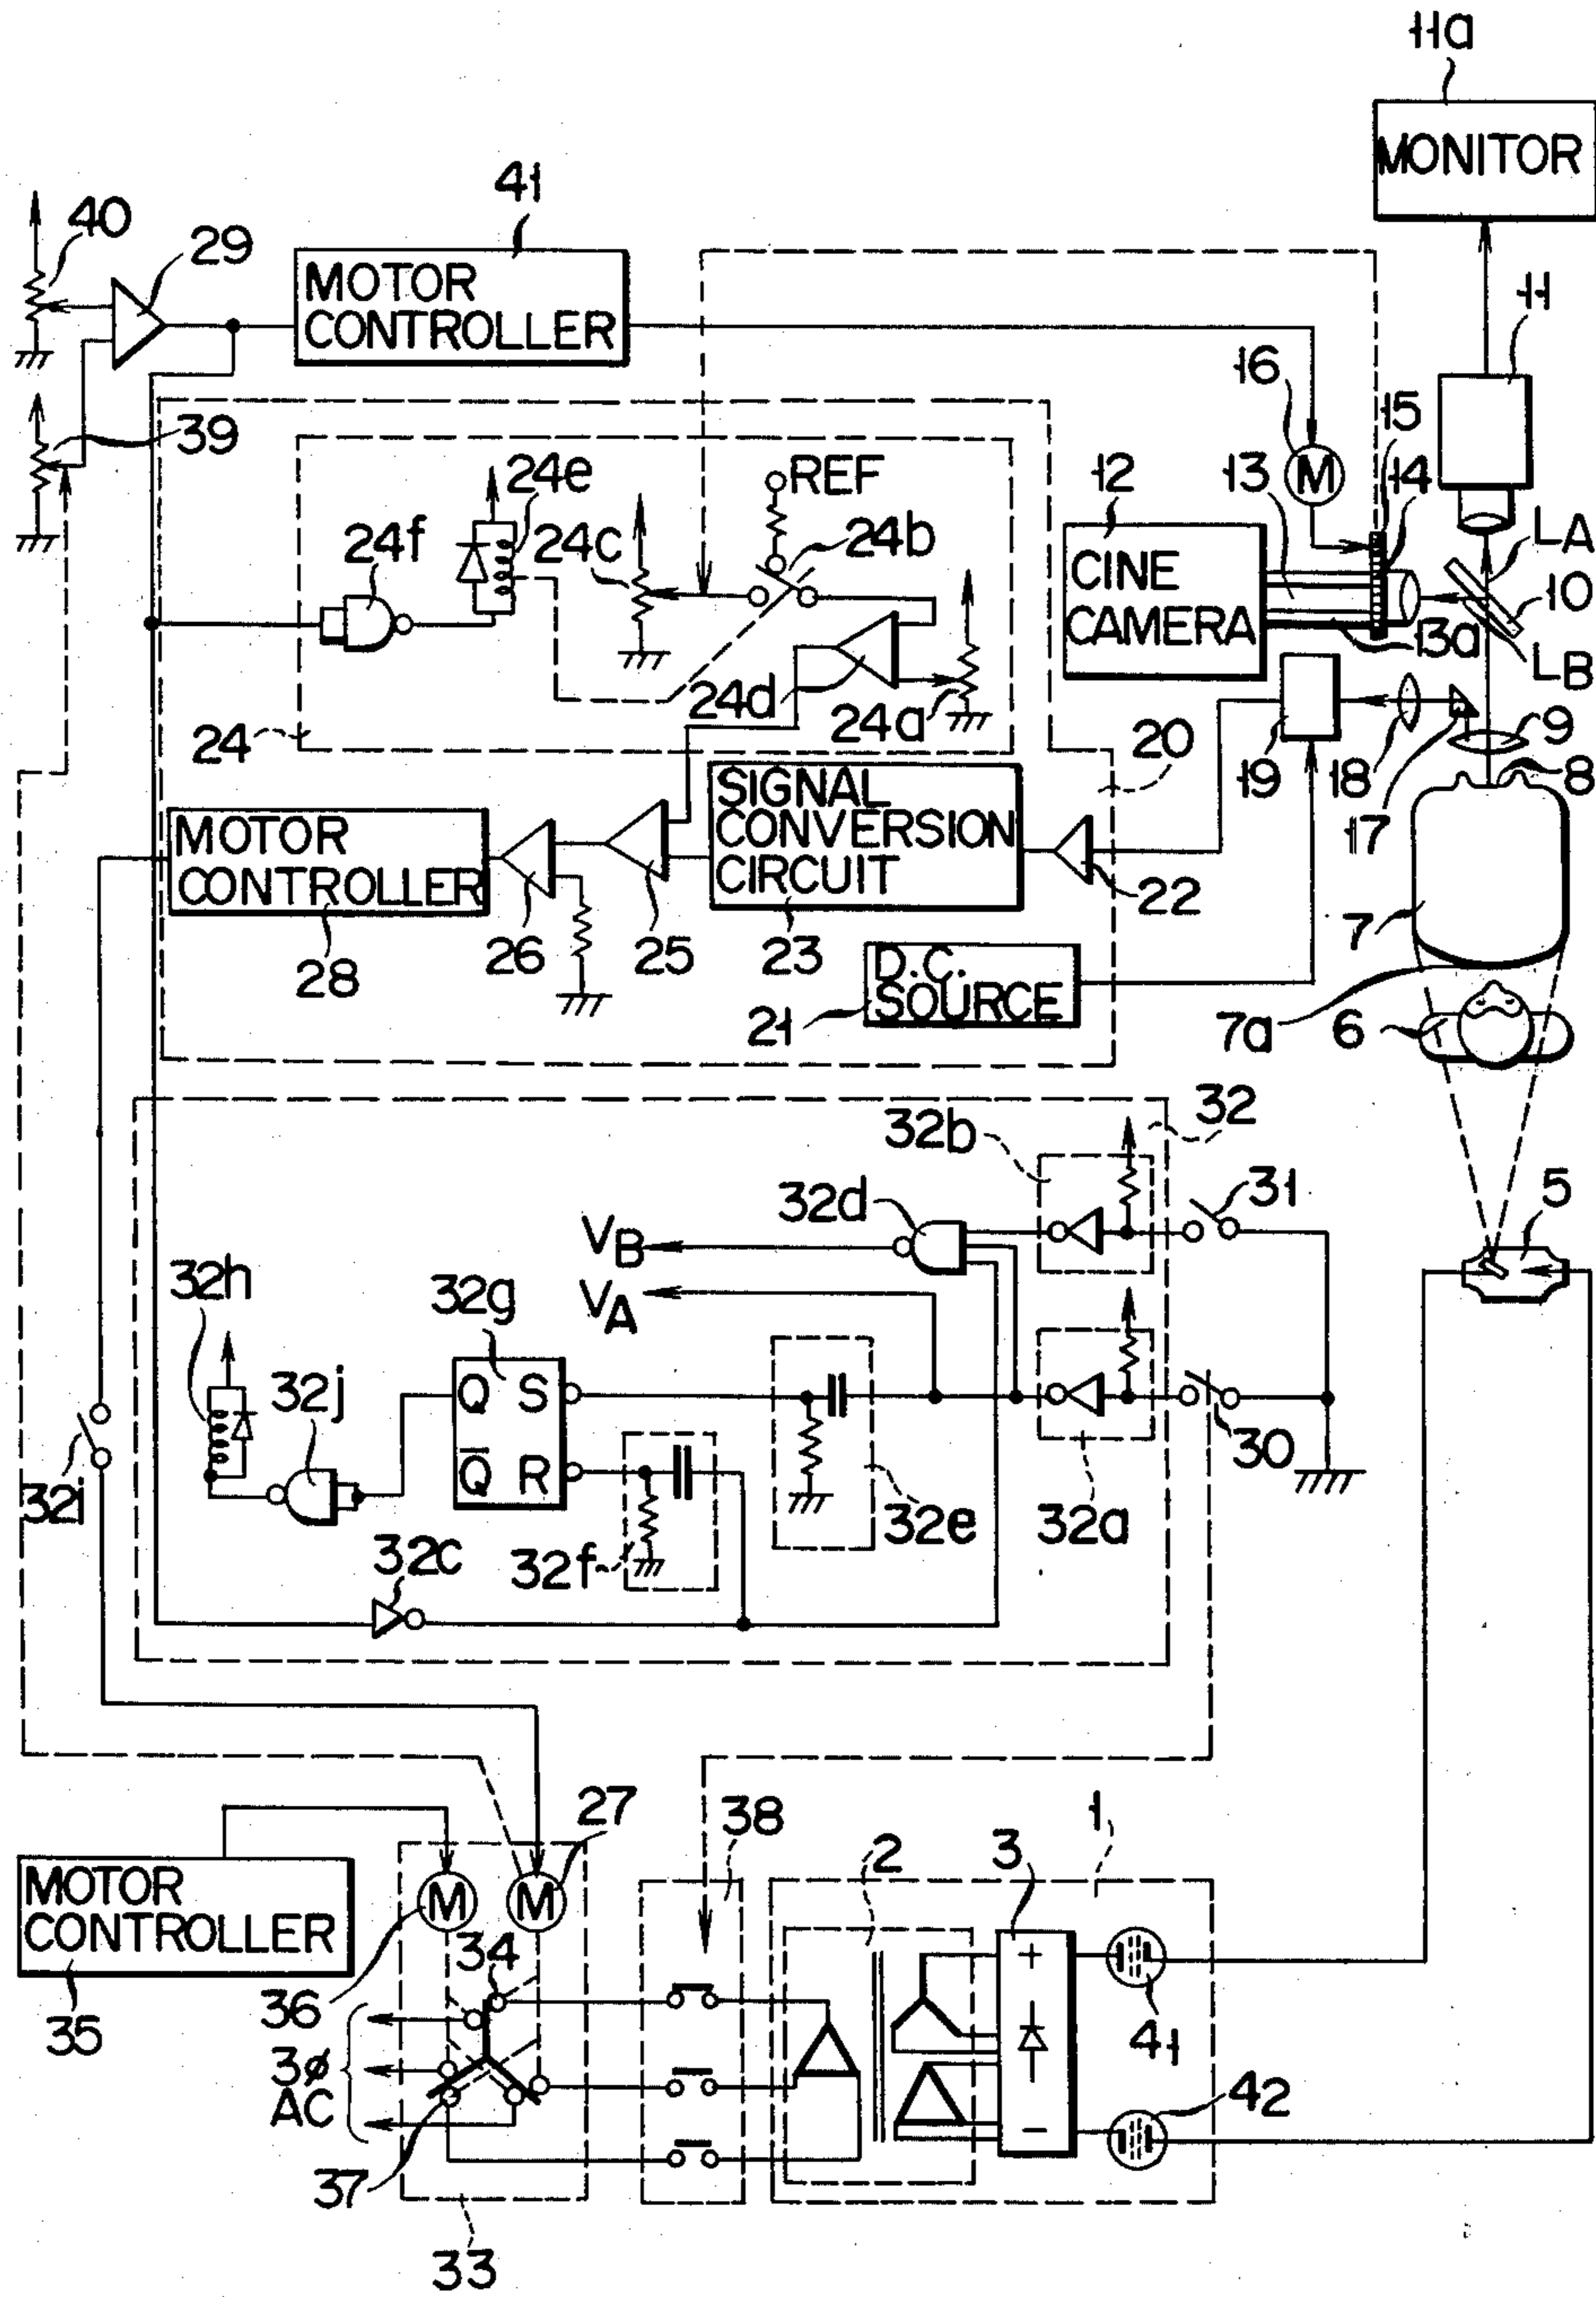 11a
MONITOR
41
40
29
MOTOR
CONTROLLER
11
16
15
39
24e
REF
12
13
M
14
24f
24c
24b
CINE
CAMERA
LA
10
13a
24d
24a
LB
24
20
19
18
17
9
8
MOTOR
CONTROLLER
SIGNAL
CONVERSION
CIRCUIT
22
7
28
26
25
23
D.C.
SOURCE
21
7a
6
32b
32
32d
31
5
VB
VA
32h
32g
32j
Q S
Q̄ R
30
32i
32e
32a
32f
32c
27
38
1
2
3
MOTOR
CONTROLLER
M
M
34
+
36
41
35
3ø
AC
42
−
37
33